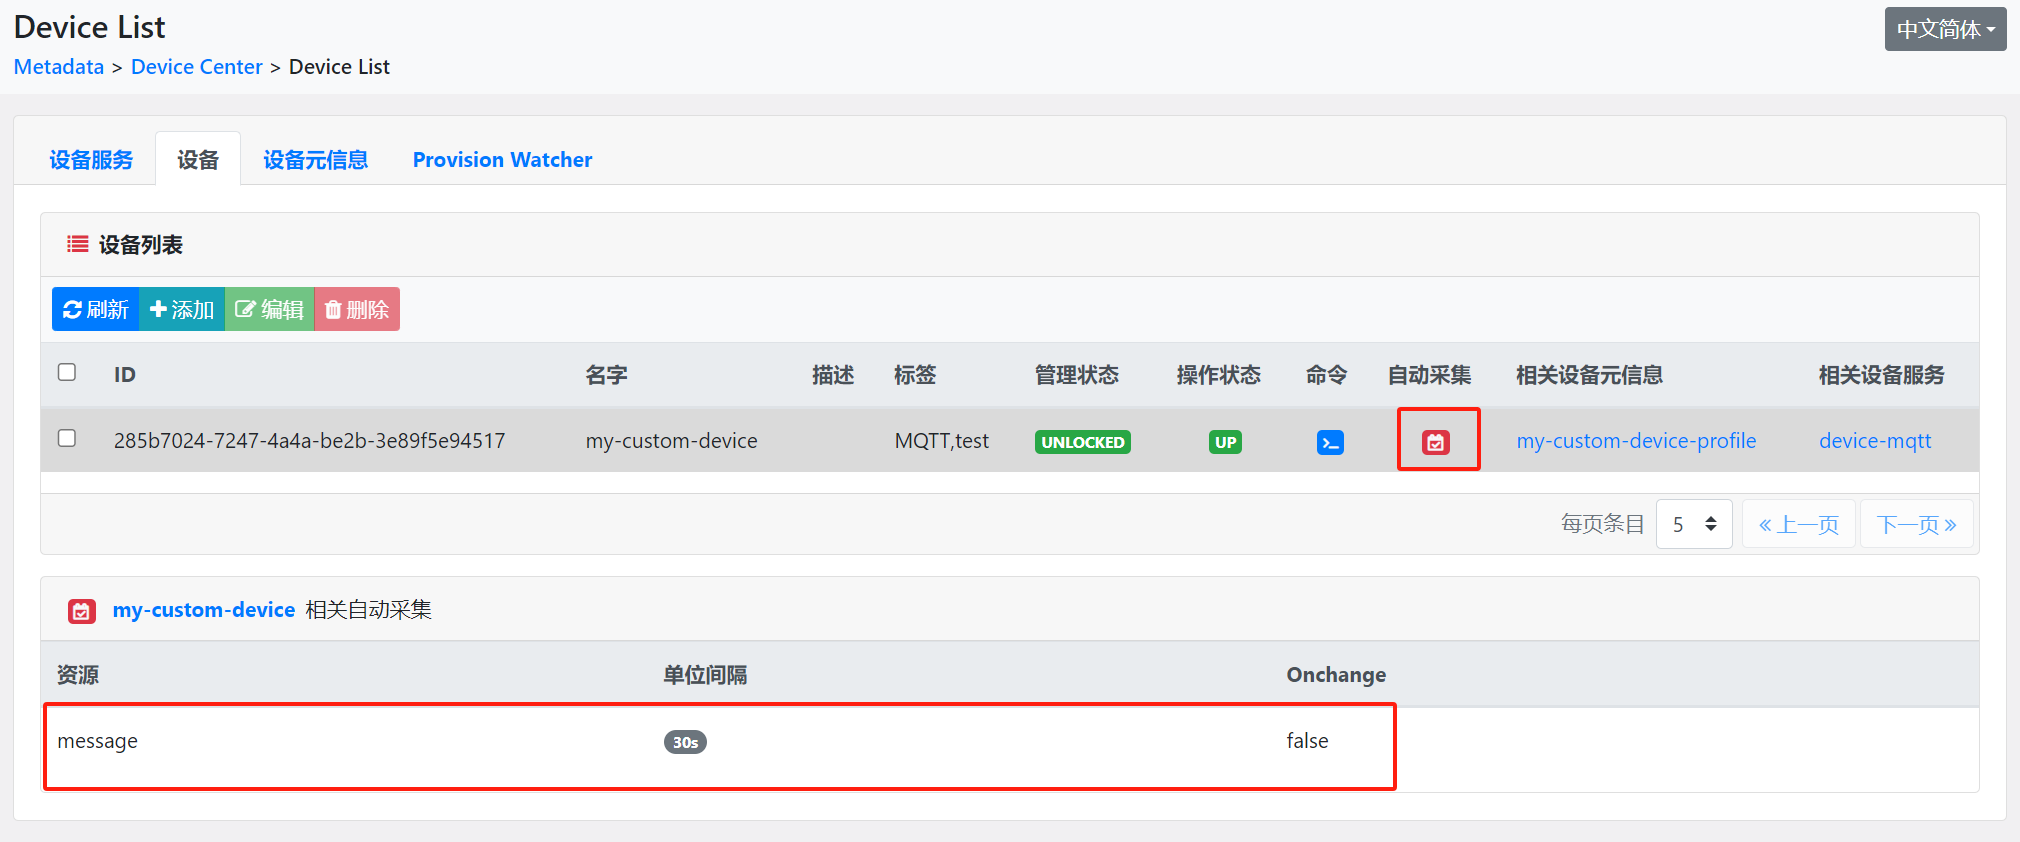 Device List
中文简体
Metadata > Device Center > Device List
设备服务 设备 设备元信息 Provision Watcher
设备列表
刷新 添加 编辑 删除
ID 名字 描述 标签 管理状态 操作状态 命令 自动采集 相关设备元信息 相关设备服务
285b7024-7247-4a4a-be2b-3e89f5e94517 my-custom-device MQTT,test UNLOCKED UP my-custom-device-profile device-mqtt
每页条目 5 « 上一页 下一页 »
my-custom-device 相关自动采集
资源 单位间隔 Onchange
message 30s false